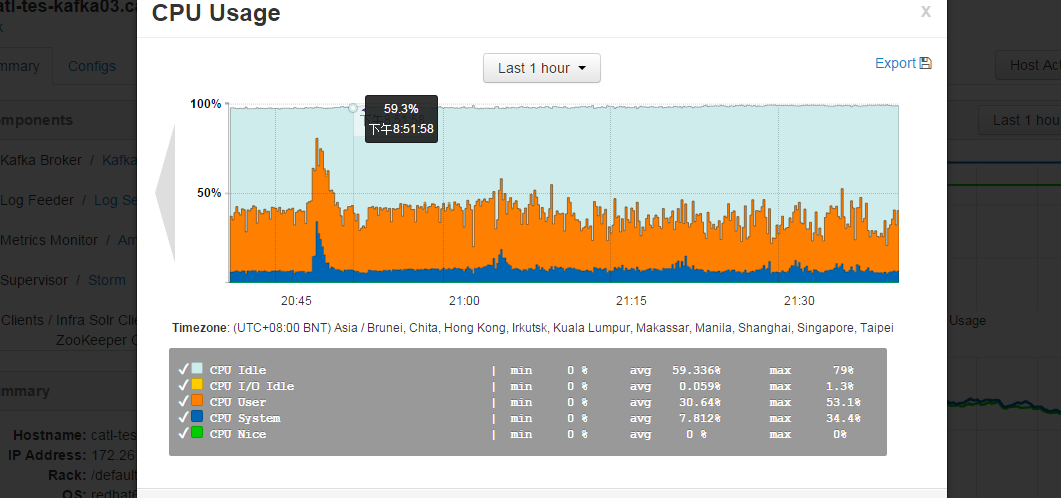 atl-tes-kafka03.ca
CPU Usage
x
mmary
Configs
Last 1 hour
Export
Host Act
100%
50%
59.3%
下午8:51:58
omponents
Last 1 hou
Kafka Broker / Kafka
Log Feeder / Log Se
Metrics Monitor / Am
Supervisor / Storm
Clients / Infra Solr Clie
ZooKeeper C
20:45 21:00 21:15 21:30
Usage
Timezone: (UTC+08:00 BNT) Asia / Brunei, Chita, Hong Kong, Irkutsk, Kuala Lumpur, Makassar, Manila, Shanghai, Singapore, Taipei
CPU Idle | min 0 % avg 59.336% max 79%
CPU I/O Idle | min 0 % avg 0.059% max 1.3%
CPU User | min 0 % avg 30.64% max 53.1%
CPU System | min 0 % avg 7.812% max 34.4%
CPU Nice | min 0 % avg 0 % max 0%
ummary
Hostname: catl-tes
IP Address: 172.26
Rack: /default
OS: redhat